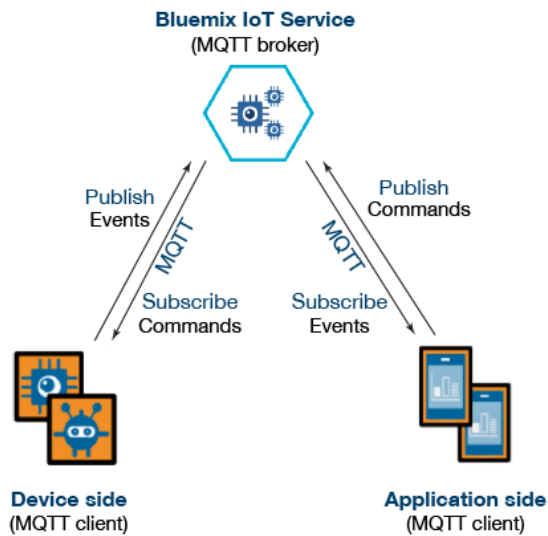 Bluemix IoT Service
(MQTT broker)
Publish
Events
MQTT
Subscribe
Commands
Publish
Commands
MQTT
Subscribe
Events
Device side
(MQTT client)
Application side
(MQTT client)